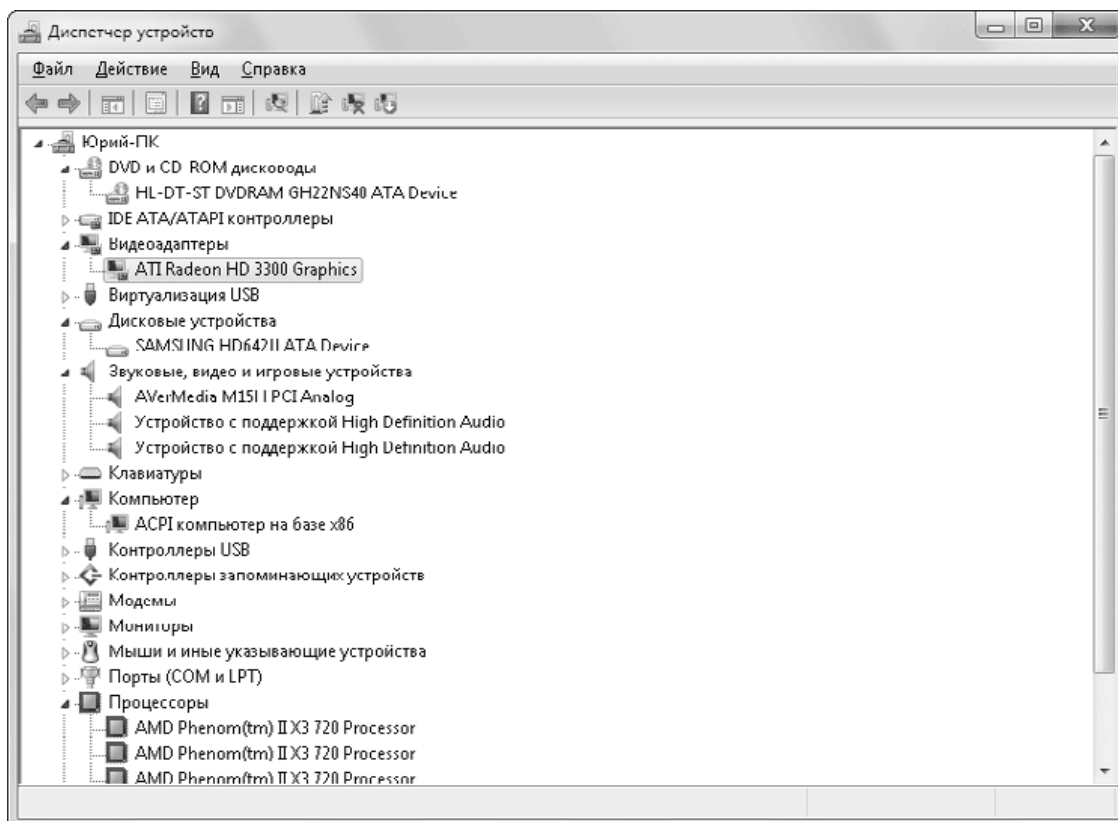 Диспетчер устройств
Файл Действие Вид Справка
Юрий-ПК
DVD и CD ROM дисководы
HL-DT-ST DVDRAM GH22NS40 ATA Device
IDE ATA/ATAPI контроллеры
Видеоадаптеры
ATI Radeon HD 3300 Graphics
Виртуализация USB
Дисковые устройства
SAMSUNG ATA Device
Звуковые, видео и игровые устройства
AVerMedia PCI Analog
Устройство с поддержкой High Definition Audio
Устройство с поддержкой High Definition Audio
Клавиатуры
Компьютер
ACPI компьютер на базе x86
Контроллеры USB
Контроллеры запоминающих устройств
Модемы
Мониторы
Мыши и иные указывающие устройства
Порты (COM и LPT)
Процессоры
AMD Phenom(tm) II X3 720 Processor
AMD Phenom(tm) II X3 720 Processor
AMD Phenom(tm) II X3 720 Processor